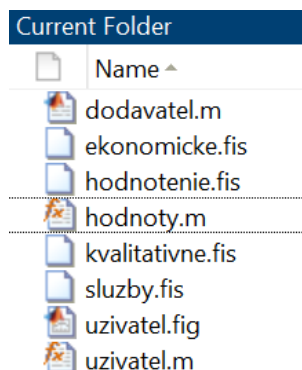 Current Folder
Name
dodavatel.m
ekonomicke.fis
hodnotenie.fis
hodnoty.m
kvalitativne.fis
sluzby.fis
uzivatel.fig
uzivatel.m